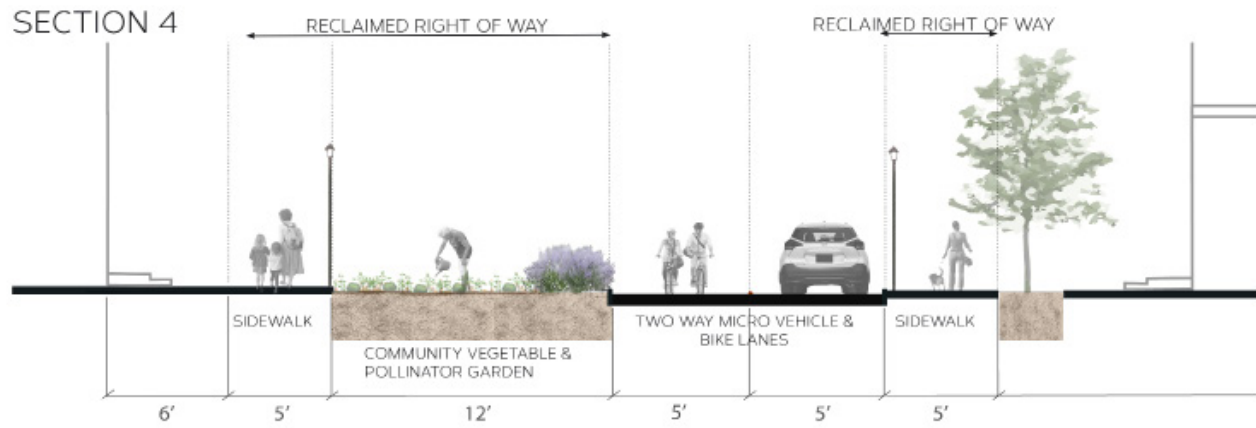 SECTION 4
RECLAIMED RIGHT OF WAY
RECLAIMED RIGHT OF WAY
SIDEWALK
COMMUNITY VEGETABLE &
POLLINATOR GARDEN
TWO WAY MICRO VEHICLE &
BIKE LANES
SIDEWALK
6'
5'
12'
5'
5'
5'